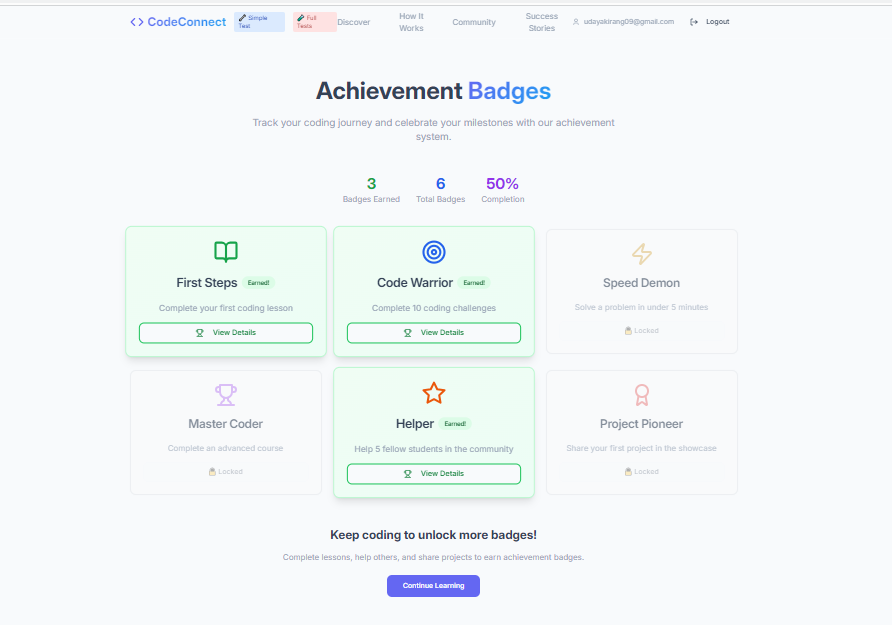 CodeConnect
Simple Test
Full Tests
Discover
How It Works
Community
Success Stories
udayakirang09@gmail.com
Logout
Achievement Badges
Track your coding journey and celebrate your milestones with our achievement
system.
3
Badges Earned
6
Total Badges
50%
Completion
First Steps Earned!
Complete your first coding lesson
View Details
Code Warrior Earned!
Complete 10 coding challenges
View Details
Speed Demon
Solve a problem in under 5 minutes
Locked
Master Coder
Complete an advanced course
Locked
Helper Earned!
Help 5 fellow students in the community
View Details
Project Pioneer
Share your first project in the showcase
Locked
Keep coding to unlock more badges!
Complete lessons, help others, and share projects to earn achievement badges.
Continue Learning